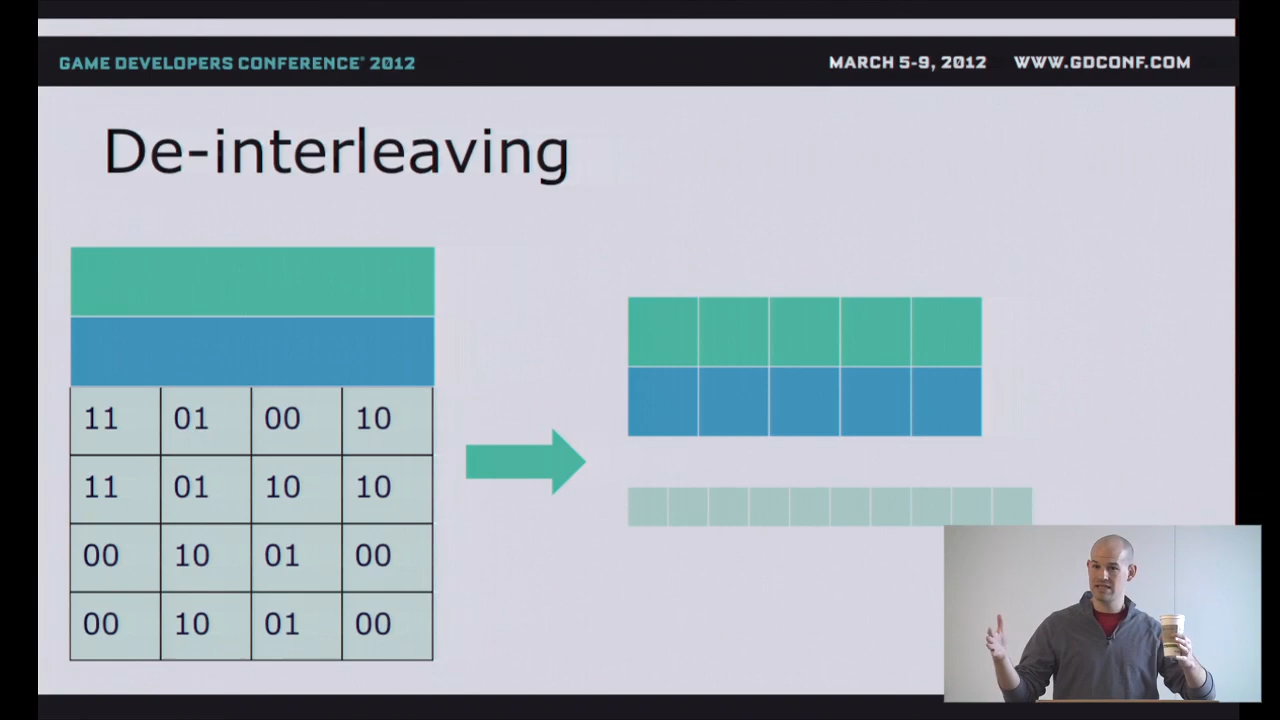 GAME DEVELOPERS CONFERENCE® 2012 MARCH 5-9, 2012 WWW.GDCONF.COM
De-interleaving
11 01 00 10
11 01 10 10
00 10 01 00
00 10 01 00